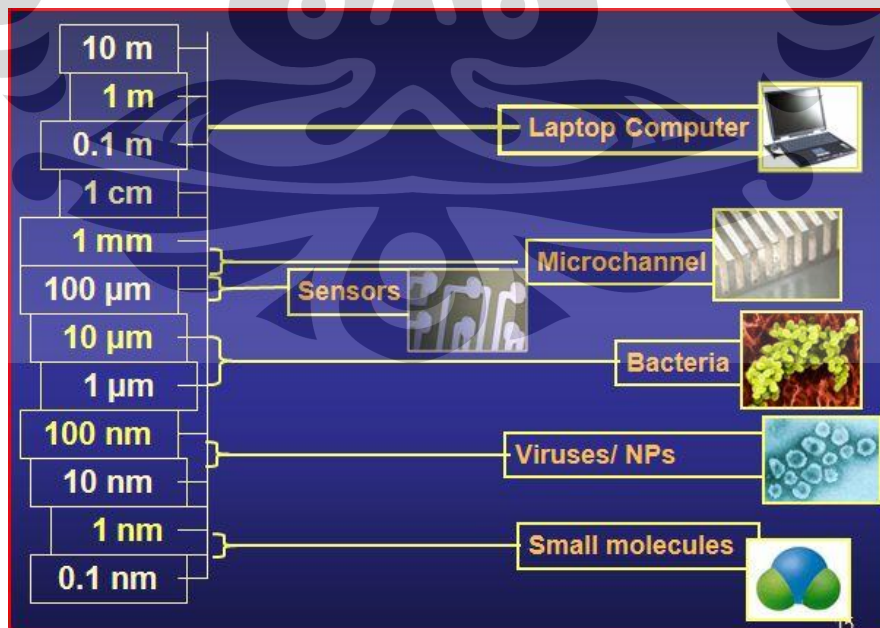 10 m
1 m
0.1 m
1 cm
1 mm
100 µm
10 µm
1 µm
100 nm
10 nm
1 nm
0.1 nm
Laptop Computer
Microchannel
Sensors
Bacteria
Viruses/ NPs
Small molecules
15